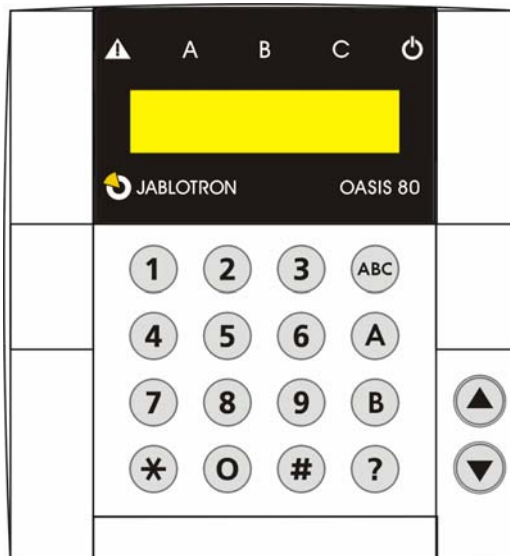 A B C
JABLOTRON OASIS 80
1 2 3 ABC
4 5 6 A
7 8 9 B
* 0 # ?